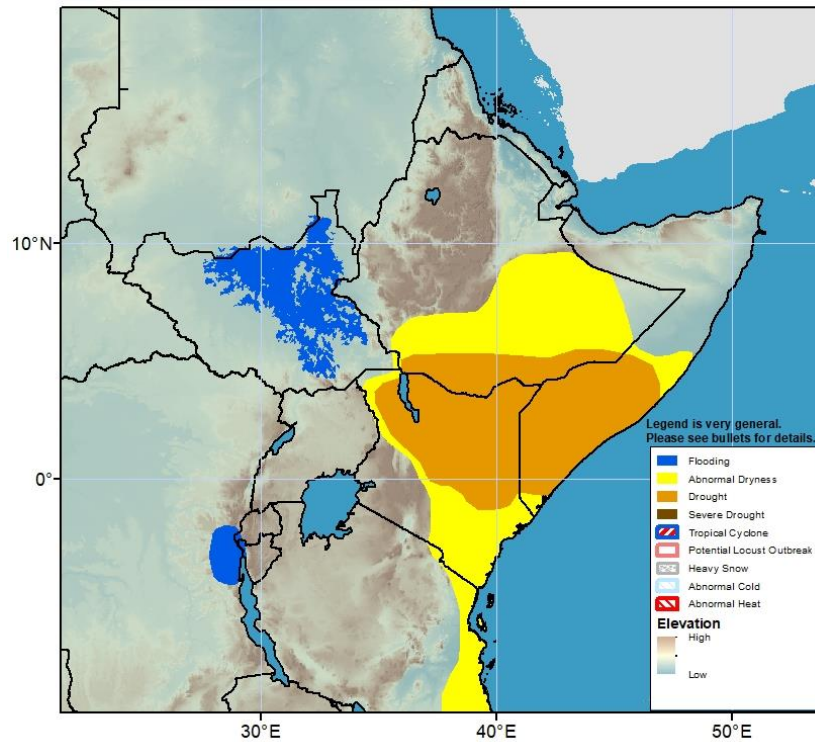 10°N
0°
Legend is very general.
Please see bullets for details.
Flooding
Abnormal Dryness
Drought
Severe Drought
Tropical Cyclone
Potential Locust Outbreak
Heavy Snow
Abnormal Cold
Abnormal Heat
Elevation
High
Low
30°E
40°E
50°E